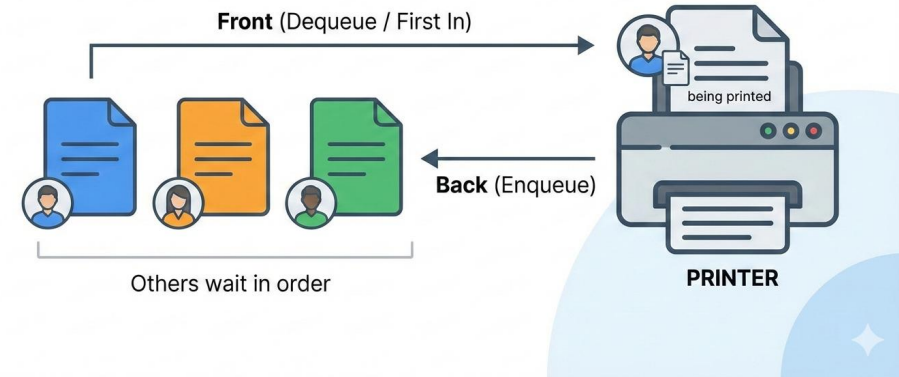 Front (Dequeue / First In)
being printed
Back (Enqueue)
Others wait in order
PRINTER